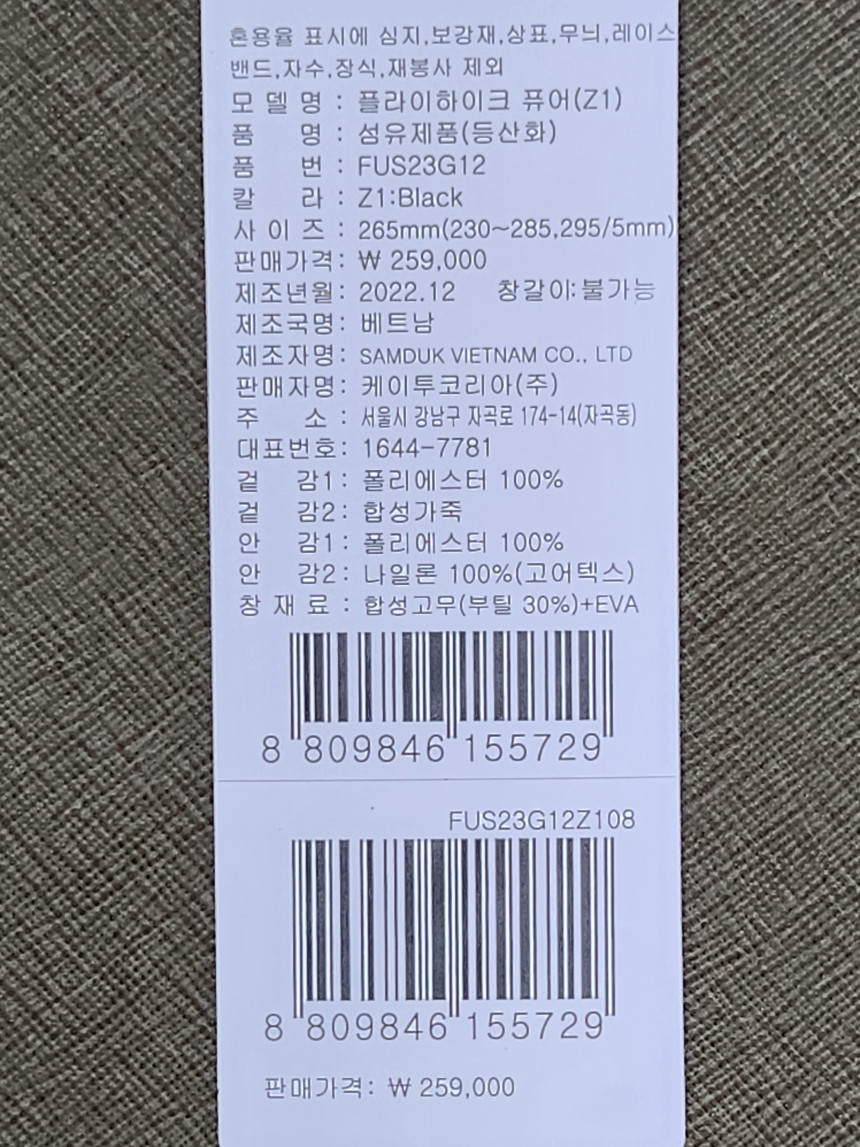 혼용율 표시에 심지,보강재,상표,무늬,레이스
밴드,자수,장식,재봉사 제외
모 델 명 : 플라이하이크 퓨어(Z1)
품 명 : 섬유제품(등산화)
품 번 : FUS23G12
칼 라 : Z1:Black
사 이 즈 : 265mm(230~285,295/5mm)
판매가격: ₩ 259,000
제조년월: 2022.12 창갈이:불가능
제조국명: 베트남
제조자명: SAMDUK VIETNAM CO., LTD
판매자명: 케이투코리아(주)
주 소 : 서울시 강남구 자곡로 174-14(자곡동)
대표번호: 1644-7781
겉 감1: 폴리에스터 100%
겉 감2: 합성가죽
안 감1: 폴리에스터 100%
안 감2: 나일론 100%(고어텍스)
창 재 료 : 합성고무(부틸 30%)+EVA
8 809846 155729
FUS23G12Z108
8 809846 155729
판매가격: ₩ 259,000